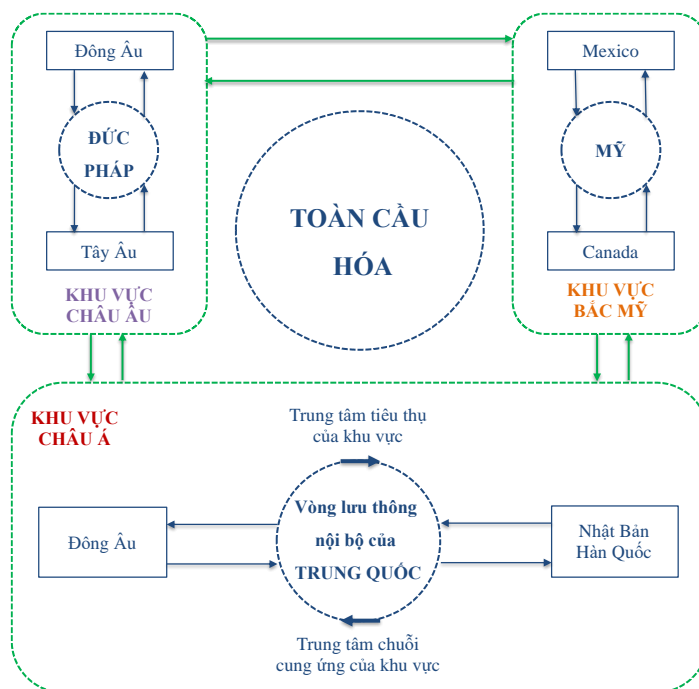 Đông Âu
ĐỨC
PHÁP
Tây Âu
KHU VỰC
CHÂU ÂU
TOÀN CẦU
HÓA
Mexico
MỸ
Canada
KHU VỰC
BẮC MỸ
KHU VỰC
CHÂU Á
Trung tâm tiêu thụ
của khu vực
Đông Âu
Vòng lưu thông
nội bộ của
TRUNG QUỐC
Nhật Bản
Hàn Quốc
Trung tâm chuỗi
cung ứng của khu vực